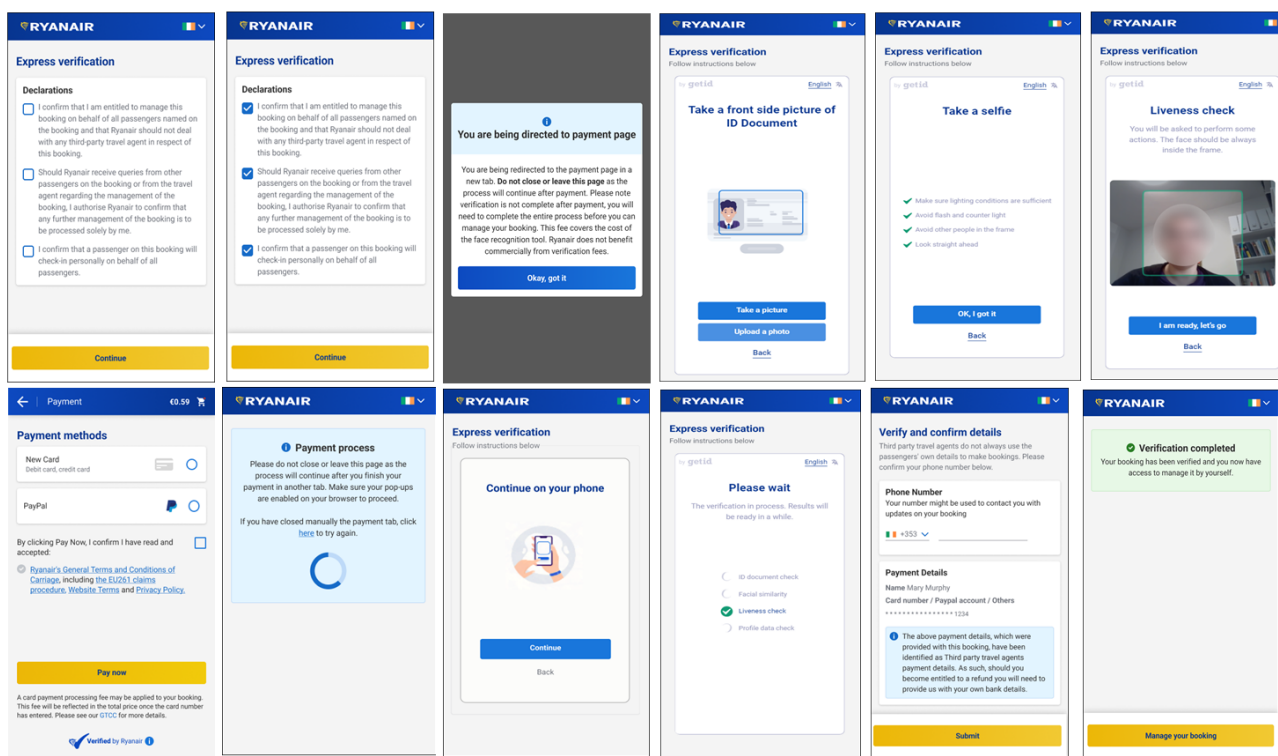 RYANAIR
Express verification
Declarations
I confirm that I am entitled to manage this
booking on behalf of all passengers named on
the booking and that Ryanair should not deal
with any third-party travel agent in respect of
this booking.
Should Ryanair receive queries from other
passengers on the booking or from the travel
agent regarding the management of the
booking, I authorise Ryanair to confirm that
any further management of the booking is to
be processed solely by me.
I confirm that a passenger on this booking will
check-in personally on behalf of all
passengers.
Continue
RYANAIR
Express verification
Declarations
I confirm that I am entitled to manage this
booking on behalf of all passengers named on
the booking and that Ryanair should not deal
with any third-party travel agent in respect of
this booking.
Should Ryanair receive queries from other
passengers on the booking or from the travel
agent regarding the management of the
booking, I authorise Ryanair to confirm that
any further management of the booking is to
be processed solely by me.
I confirm that a passenger on this booking will
check-in personally on behalf of all
passengers.
Continue
You are being directed to payment page
You are being redirected to the payment page in a
new tab. Do not close or leave this page as the
process will continue after payment. Please note
verification is not complete after payment, you will
need to complete the entire process before you can
manage your booking. This fee covers the cost of
the face recognition tool. Ryanair does not benefit
commercially from verification fees.
Okay, got it
RYANAIR
Express verification
Follow instructions below
by getid
English
Take a front side picture of
ID Document
Take a picture
Upload a photo
Back
RYANAIR
Express verification
Follow instructions below
by getid
English
Take a selfie
Make sure lighting conditions are sufficient
Avoid flash and counter light
Avoid other people in the frame
Look straight ahead
OK, I got it
Back
RYANAIR
Express verification
Follow instructions below
by getid
English
Liveness check
You will be asked to perform some
actions. The face should be always
inside the frame.
I am ready, let's go
Back
Payment
€0.59
Payment methods
New Card
Debit card, credit card
PayPal
By clicking Pay Now, I confirm I have read and
accepted:
Ryanair's General Terms and Conditions of
Carriage, including the EU261 claims
procedure, Website Terms and Privacy Policy.
Pay now
A card payment processing fee may be applied to your booking.
This fee will be reflected in the total price once the card number
has entered. Please see our GTCC for more details.
Verified by Ryanair
RYANAIR
Payment process
Please do not close or leave this page as the
process will continue after you finish your
payment in another tab. Make sure your pop-ups
are enabled on your browser to proceed.
If you have closed manually the payment tab, click
here to try again.
RYANAIR
Express verification
Follow instructions below
Continue on your phone
Continue
Back
RYANAIR
Express verification
Follow instructions below
by getid
English
Please wait
The verification in process. Results will
be ready in a while.
ID document check
Facial similarity
Liveness check
Profile data check
RYANAIR
Verify and confirm details
Third party travel agents do not always use the
passengers' own details to make bookings. Please
confirm your phone number below.
Phone Number
Your number might be used to contact you with
updates on your booking
+353
Payment Details
Name Mary Murphy
Card number / Paypal account / Others
****************1234
The above payment details, which were
provided with this booking, have been
identified as Third party travel agents
payment details. As such, should you
become entitled to a refund you will need to
provide us with your own bank details.
Submit
RYANAIR
Verification completed
Your booking has been verified and you now have
access to manage it by yourself.
Manage your booking